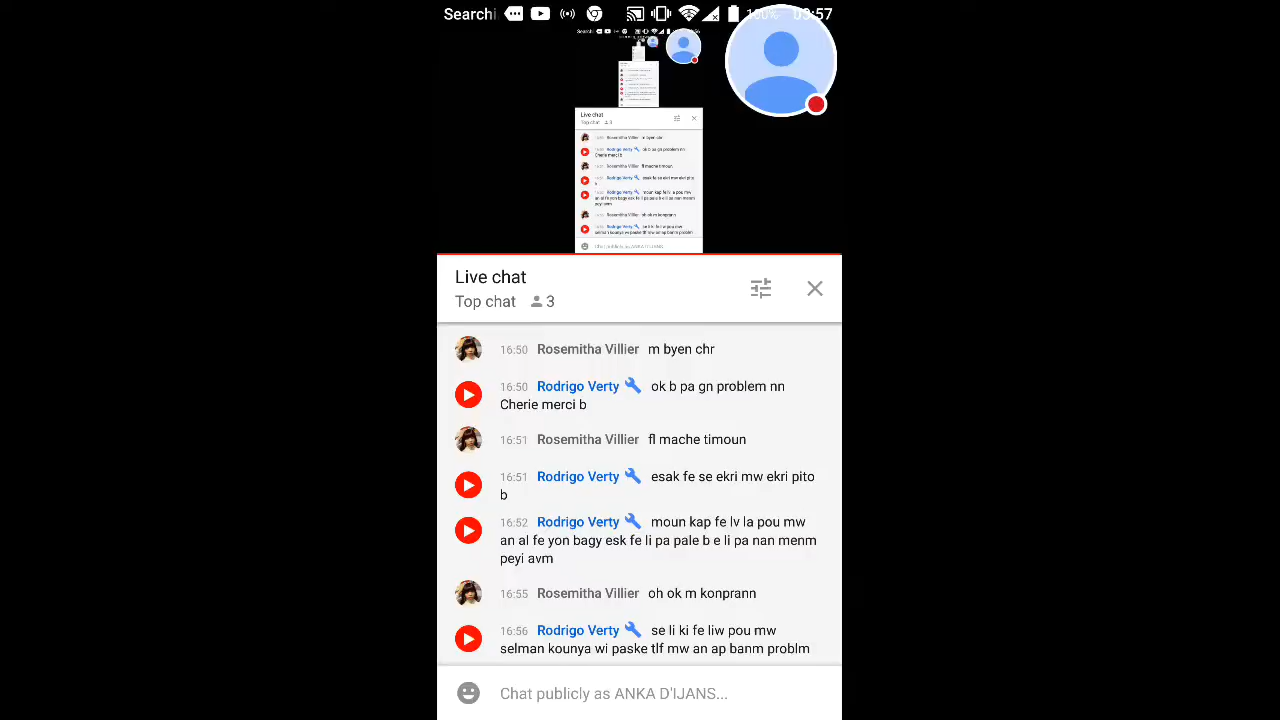 Searchi
100% 03:57
Live chat
Top chat 3
16:50 Rosemitha Villier m byen chr
16:50 Rodrigo Verty ok b pa gn problem nn
Cherie merci b
16:51 Rosemitha Villier fl mache timoun
16:51 Rodrigo Verty esak fe se ekri mw ekri pito
b
16:52 Rodrigo Verty moun kap fe lv la pou mw
an al fe yon bagy esk fe li pa pale b e li pa nan menm
peyi avm
16:55 Rosemitha Villier oh ok m konprann
16:56 Rodrigo Verty se li ki fe liw pou mw
selman kounya wi paske tlf mw an ap banm problm
Chat publicly as ANKA D'IJANS...